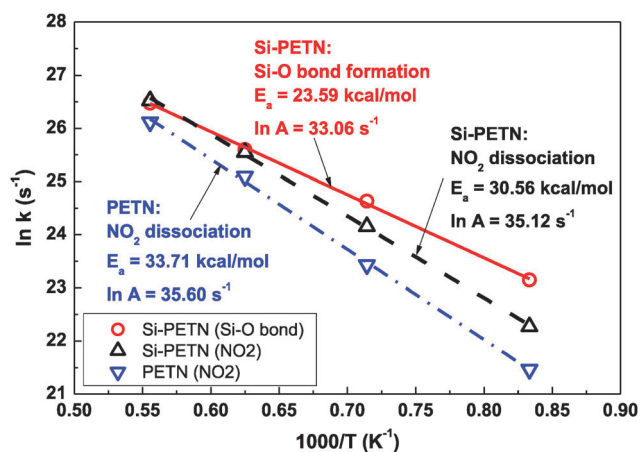 28
27
26
25
24
23
22
21
ln k (s⁻¹)
Si-PETN:
Si-O bond formation
Eₐ = 23.59 kcal/mol
ln A = 33.06 s⁻¹
Si-PETN:
NO₂ dissociation
Eₐ = 30.56 kcal/mol
ln A = 35.12 s⁻¹
PETN:
NO₂ dissociation
Eₐ = 33.71 kcal/mol
ln A = 35.60 s⁻¹
Si-PETN (Si-O bond)
Si-PETN (NO2)
PETN (NO2)
0.50 0.55 0.60 0.65 0.70 0.75 0.80 0.85 0.90
1000/T (K⁻¹)